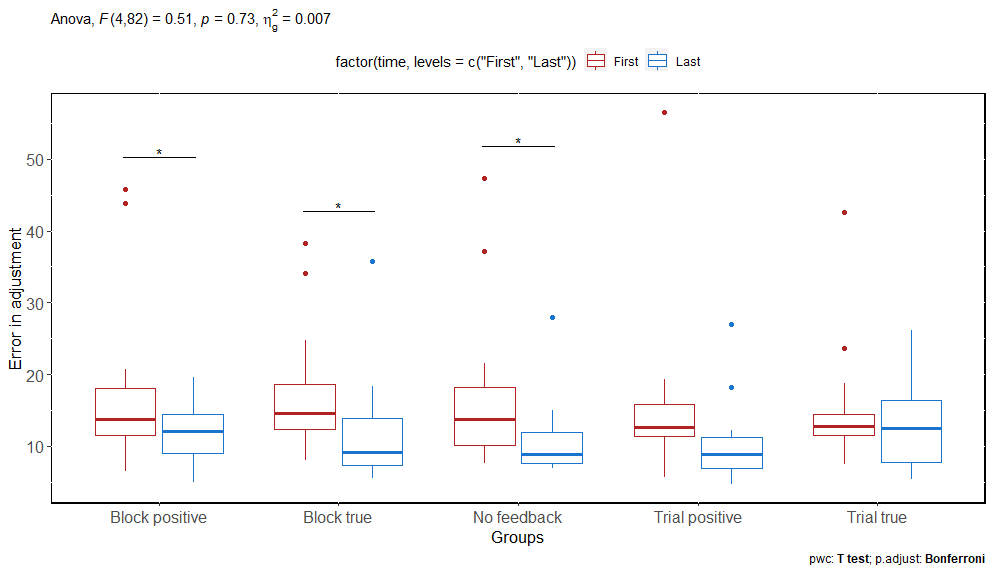 Anova, F(4,82) = 0.51, p = 0.73, η²g = 0.007
factor(time, levels = c("First", "Last")) First Last
Error in adjustment
50
40
30
20
10
*
*
*
Block positive Block true No feedback Trial positive Trial true
Groups
pwc: T test; p.adjust: Bonferroni